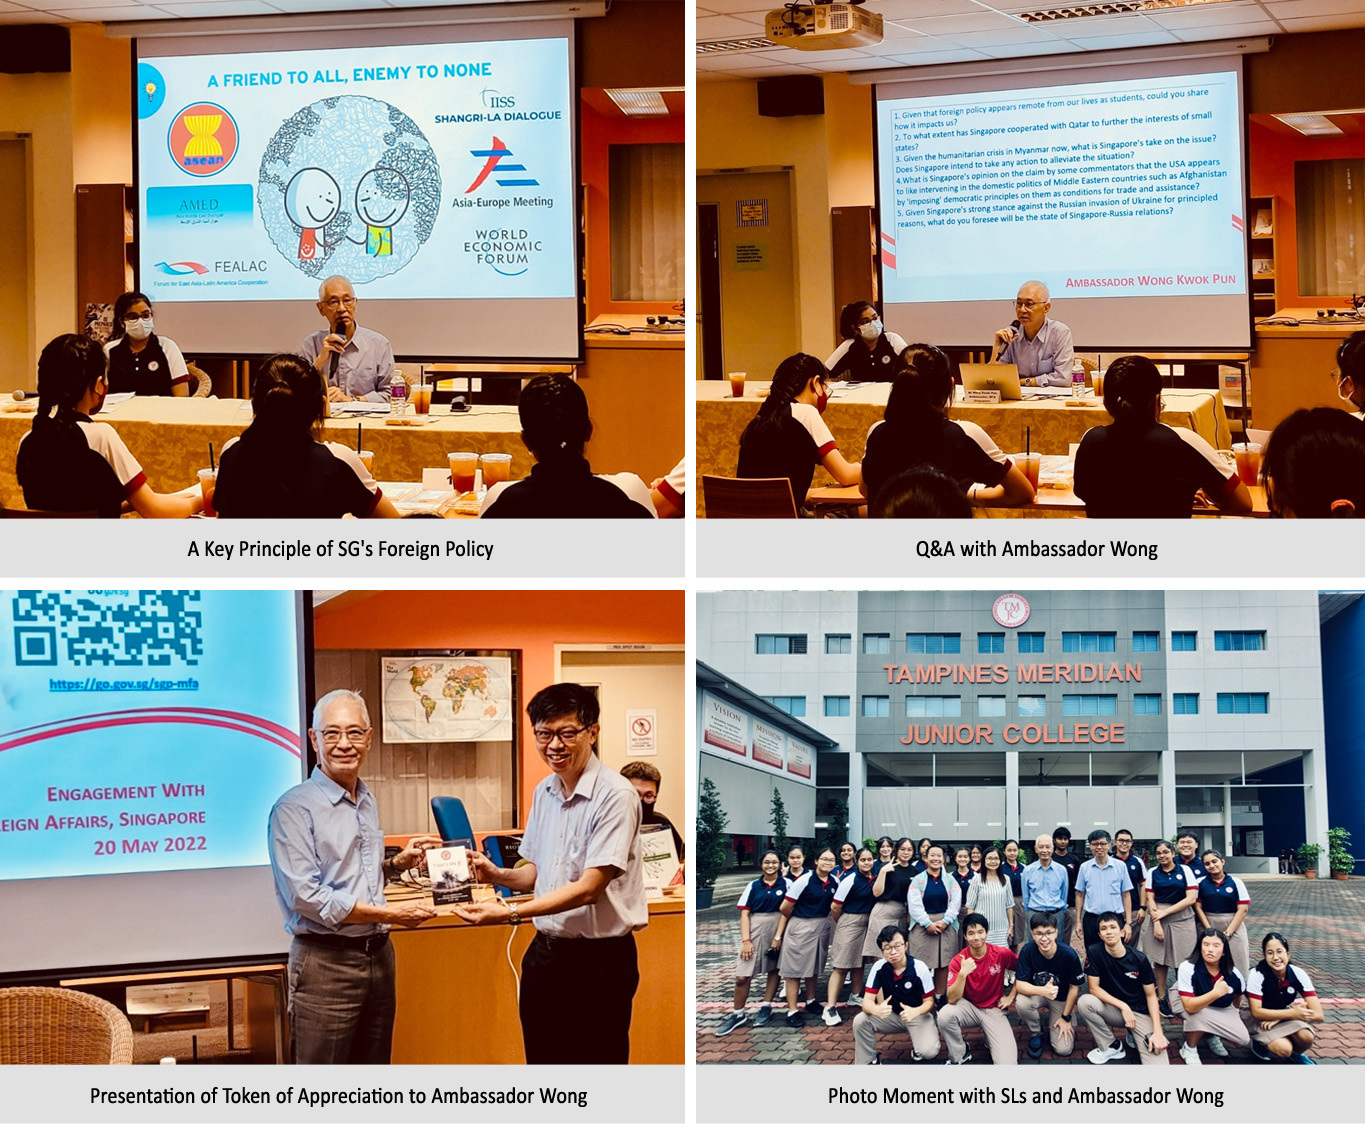 A FRIEND TO ALL, ENEMY TO NONE
IISS
SHANGRI-LA DIALOGUE
asean
Asia-Europe Meeting
AMED
FEALAC
Forum for East Asia-Latin America Cooperation
WORLD
ECONOMIC
FORUM
A Key Principle of SG's Foreign Policy
1. Given that foreign policy appears remote from our lives as students, could you share
how it impacts us?
2. To what extent has Singapore cooperated with Qatar to further the interests of small
states?
3. Given the humanitarian crisis in Myanmar now, what is Singapore's take on the issue?
Does Singapore intend to take any action to alleviate the situation?
4.What is Singapore's opinion on the claim by some commentators that the USA appears
to like intervening in the domestic politics of Middle Eastern countries such as Afghanistan
by 'imposing' democratic principles on them as conditions for trade and assistance?
5. Given Singapore's strong stance against the Russian invasion of Ukraine for principled
reasons, what do you foresee will be the state of Singapore-Russia relations?
AMBASSADOR WONG KWOK PUN
Q&A with Ambassador Wong
https://go.gov.sg/sgp-mfa
ENGAGEMENT WITH
EIGN AFFAIRS, SINGAPORE
20 MAY 2022
The World
Presentation of Token of Appreciation to Ambassador Wong
TM
JC
TAMPINES MERIDIAN
JUNIOR COLLEGE
VISION
MISSION
VALUES
Photo Moment with SLs and Ambassador Wong